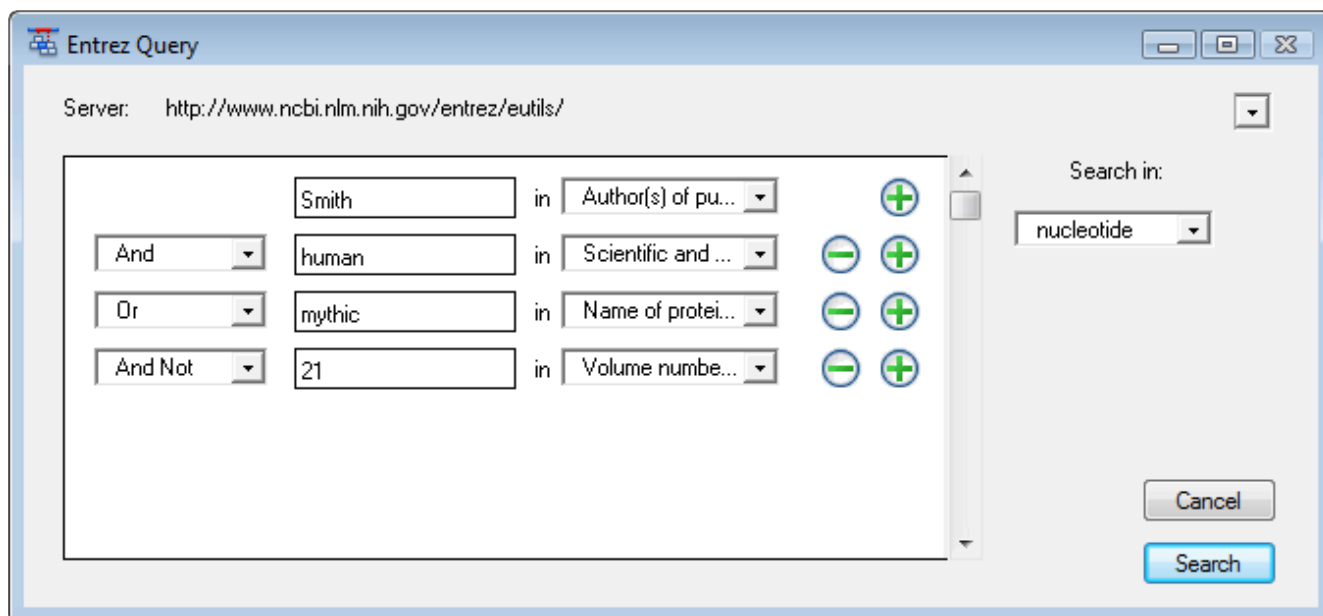 Entrez Query
Server: http://www.ncbi.nlm.nih.gov/entrez/eutils/
Search in:
Smith in Author(s) of pu...
nucleotide
And human in Scientific and ...
Or mythic in Name of protei...
And Not 21 in Volume numbe...
Cancel
Search